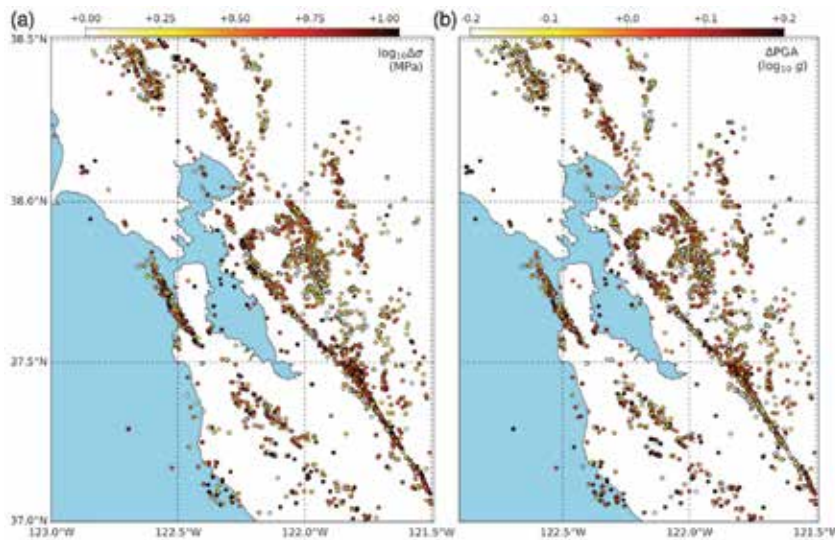 (a) +0.00 +0.50 +0.75 +1.00
log₁₀Δσ
(MPa)
38.5°N
38.0°N
37.5°N
37.0°N
123.0°W 122.5°W 122.0°W 121.5°W
(b) -0.2 -0.1 +0.0 +0.1 +0.2
ΔPGA
(log₁₀ g)
122.5°W 122.0°W 121.5°W